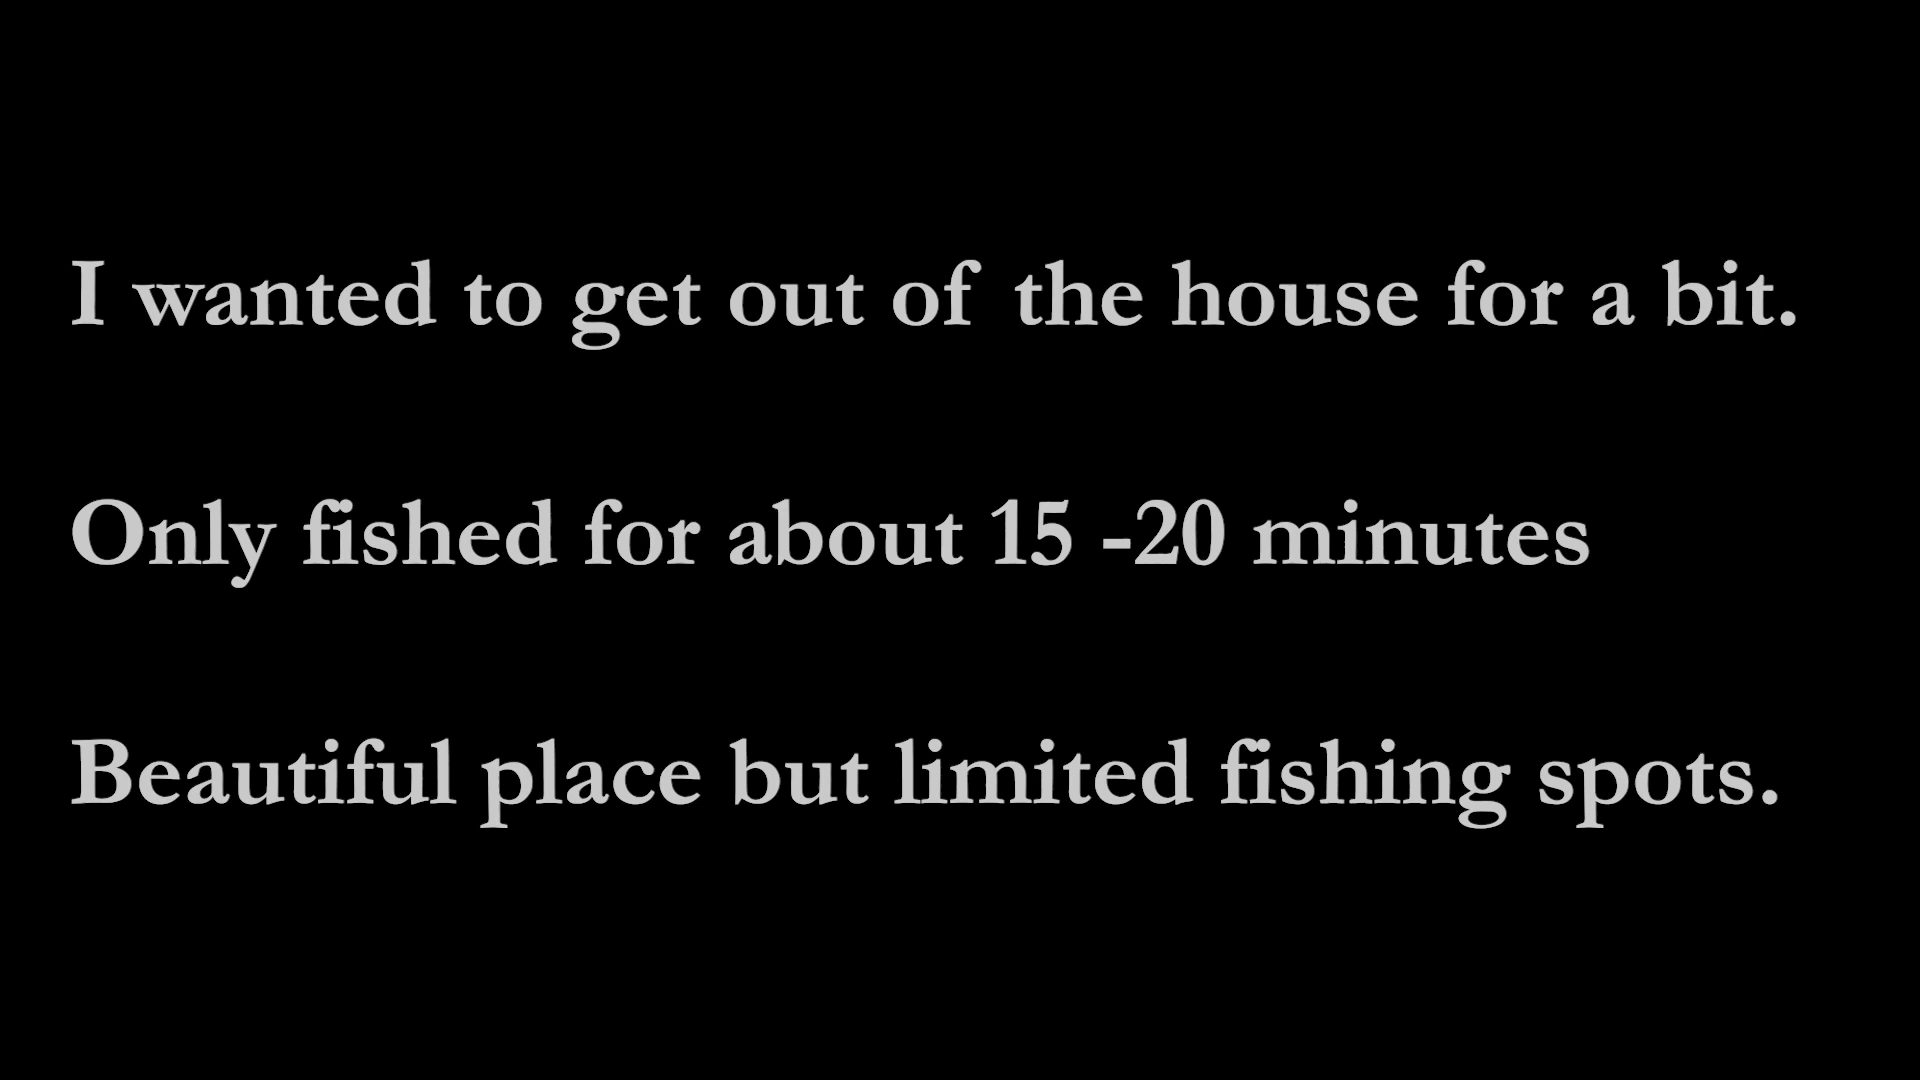 I wanted to get out of the house for a bit.
Only fished for about 15 -20 minutes
Beautiful place but limited fishing spots.